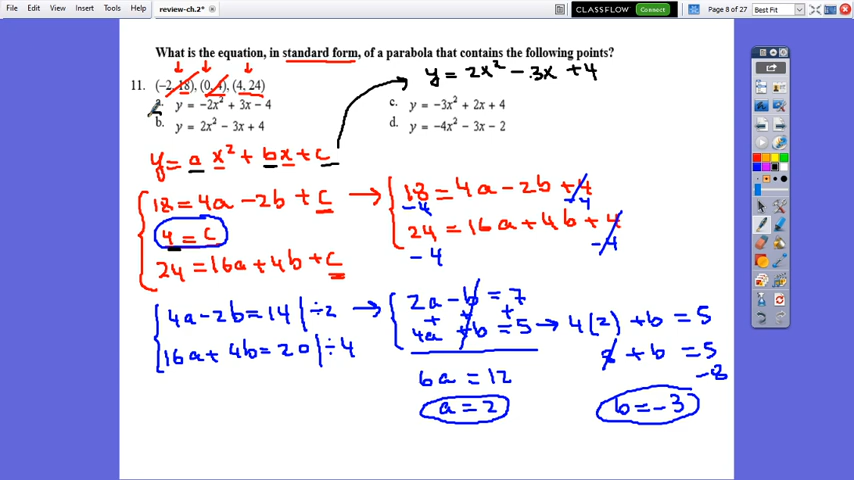 File Edit View Insert Tools Help review-ch.2* CLASSFLOW Connect Page 8 of 27 Best Fit
What is the equation, in standard form, of a parabola that contains the following points?
y = 2x² - 3x + 4
11. (–2, 18), (0, 4), (4, 24)
a. y = –2x² + 3x – 4 c. y = –3x² + 2x + 4
b. y = 2x² – 3x + 4 d. y = –4x² – 3x – 2
y = a x² + bx + c
18 = 4a - 2b + c → 18 = 4a - 2b + 4
-4 -4
4 = c 24 = 16a + 4b + 4
-4 -4
24 = 16a + 4b + c
4a - 2b = 14 | ÷2 → 2a - b = 7
+ + +
16a + 4b = 20 | ÷4 4a + b = 5 → 4(2) + b = 5
8 + b = 5
-8
6a = 12
a = 2 b = -3